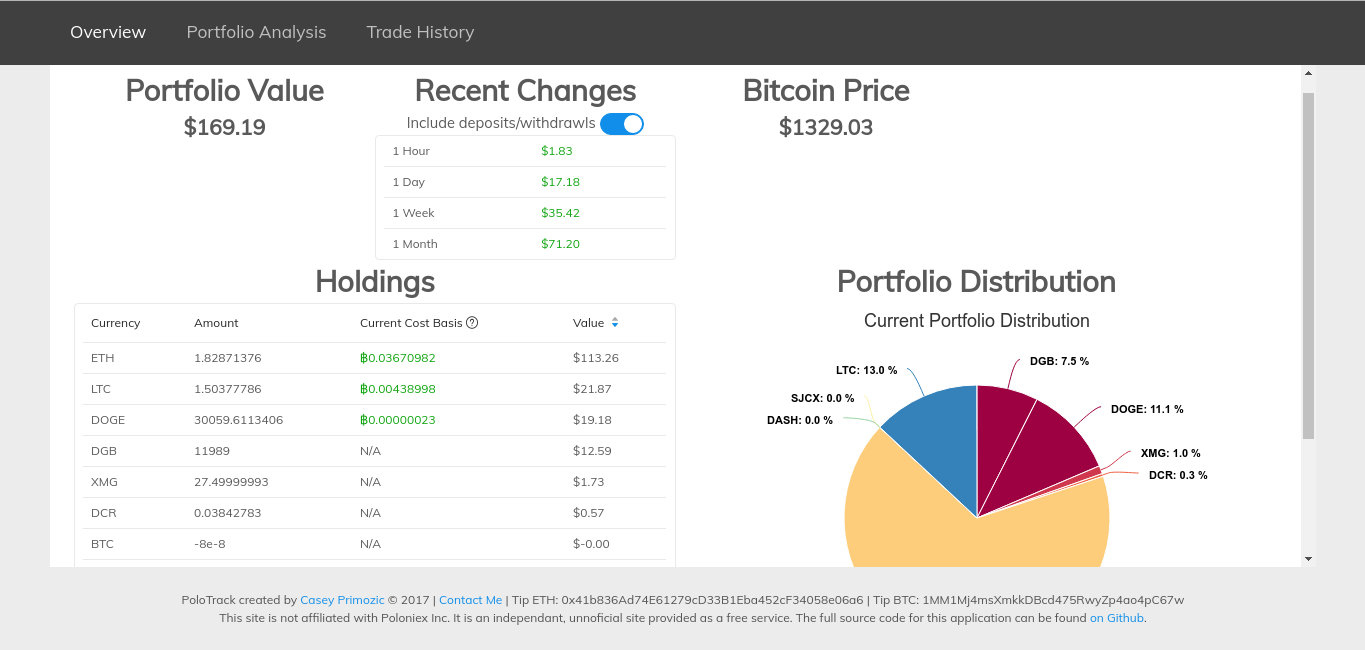 Overview Portfolio Analysis Trade History
Portfolio Value
$169.19
Recent Changes
Include deposits/withdrawls
1 Hour $1.83
1 Day $17.18
1 Week $35.42
1 Month $71.20
Bitcoin Price
$1329.03
Holdings
Currency Amount Current Cost Basis ? Value
ETH 1.82871376 ฿0.03670982 $113.26
LTC 1.50377786 ฿0.00438998 $21.87
DOGE 30059.6113406 ฿0.00000023 $19.18
DGB 11989 N/A $12.59
XMG 27.49999993 N/A $1.73
DCR 0.03842783 N/A $0.57
BTC -8e-8 N/A $-0.00
Portfolio Distribution
Current Portfolio Distribution
DGB: 7.5 %
LTC: 13.0 %
SJCX: 0.0 %
DOGE: 11.1 %
DASH: 0.0 %
XMG: 1.0 %
DCR: 0.3 %
PoloTrack created by Casey Primozic © 2017 | Contact Me | Tip ETH: 0x41b836Ad74E61279cD33B1Eba452cF34058e06a6 | Tip BTC: 1MM1Mj4msXmkkDBcd475RwyZp4ao4pC67w
This site is not affiliated with Poloniex Inc. It is an independant, unnoficial site provided as a free service. The full source code for this application can be found on Github.